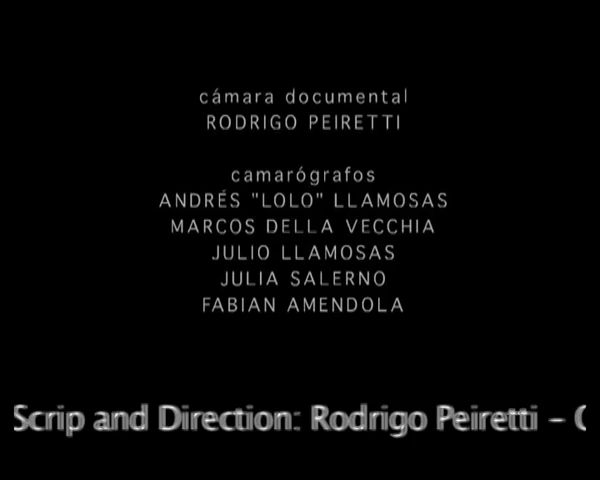 cámara documental
RODRIGO PEIRETTI
camarógrafos
ANDRÉS "LOLO" LLAMOSAS
MARCOS DELLA VECCHIA
JULIO LLAMOSAS
JULIA SALERNO
FABIAN AMENDOLA
Scrip and Direction: Rodrigo Peiretti –